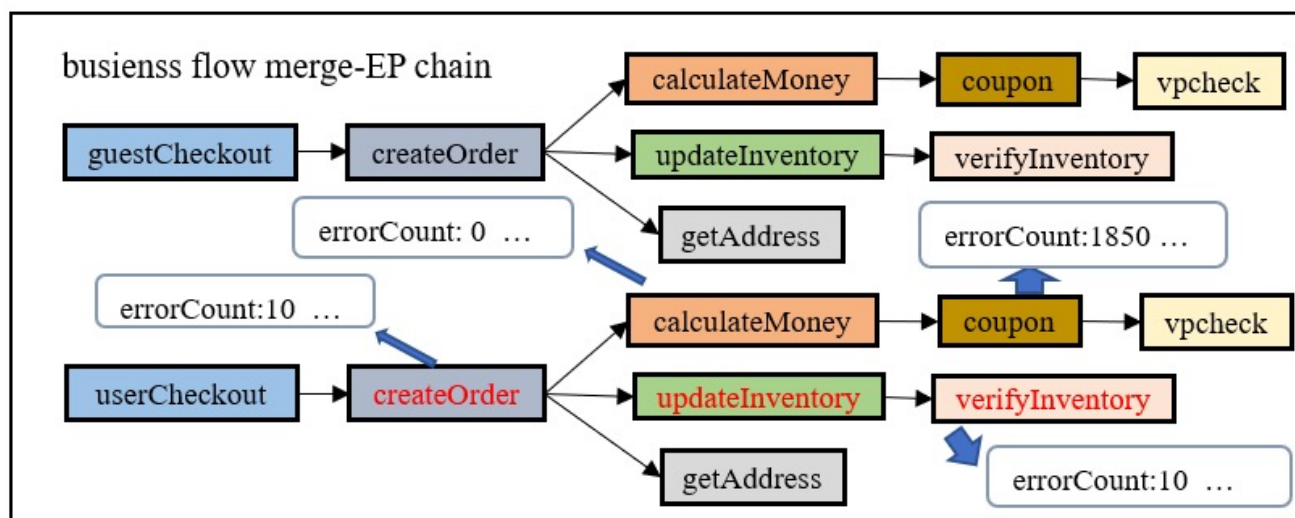 busienss flow merge-EP chain
calculateMoney
coupon
vpcheck
guestCheckout
createOrder
updateInventory
verifyInventory
getAddress
errorCount: 0 ...
errorCount:1850 ...
errorCount:10 ...
calculateMoney
coupon
vpcheck
userCheckout
createOrder
updateInventory
verifyInventory
getAddress
errorCount:10 ...